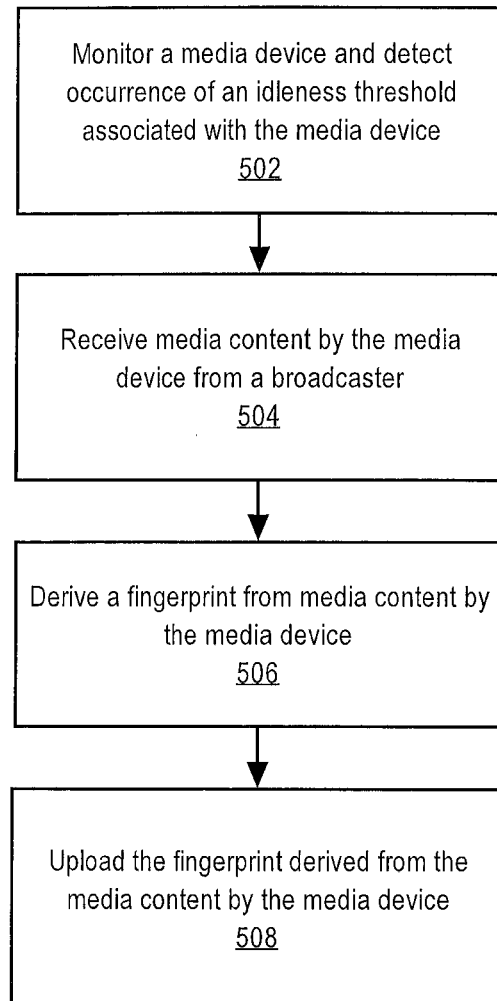 Monitor a media device and detect
occurrence of an idleness threshold
associated with the media device
502
Receive media content by the media
device from a broadcaster
504
Derive a fingerprint from media content by
the media device
506
Upload the fingerprint derived from the
media content by the media device
508